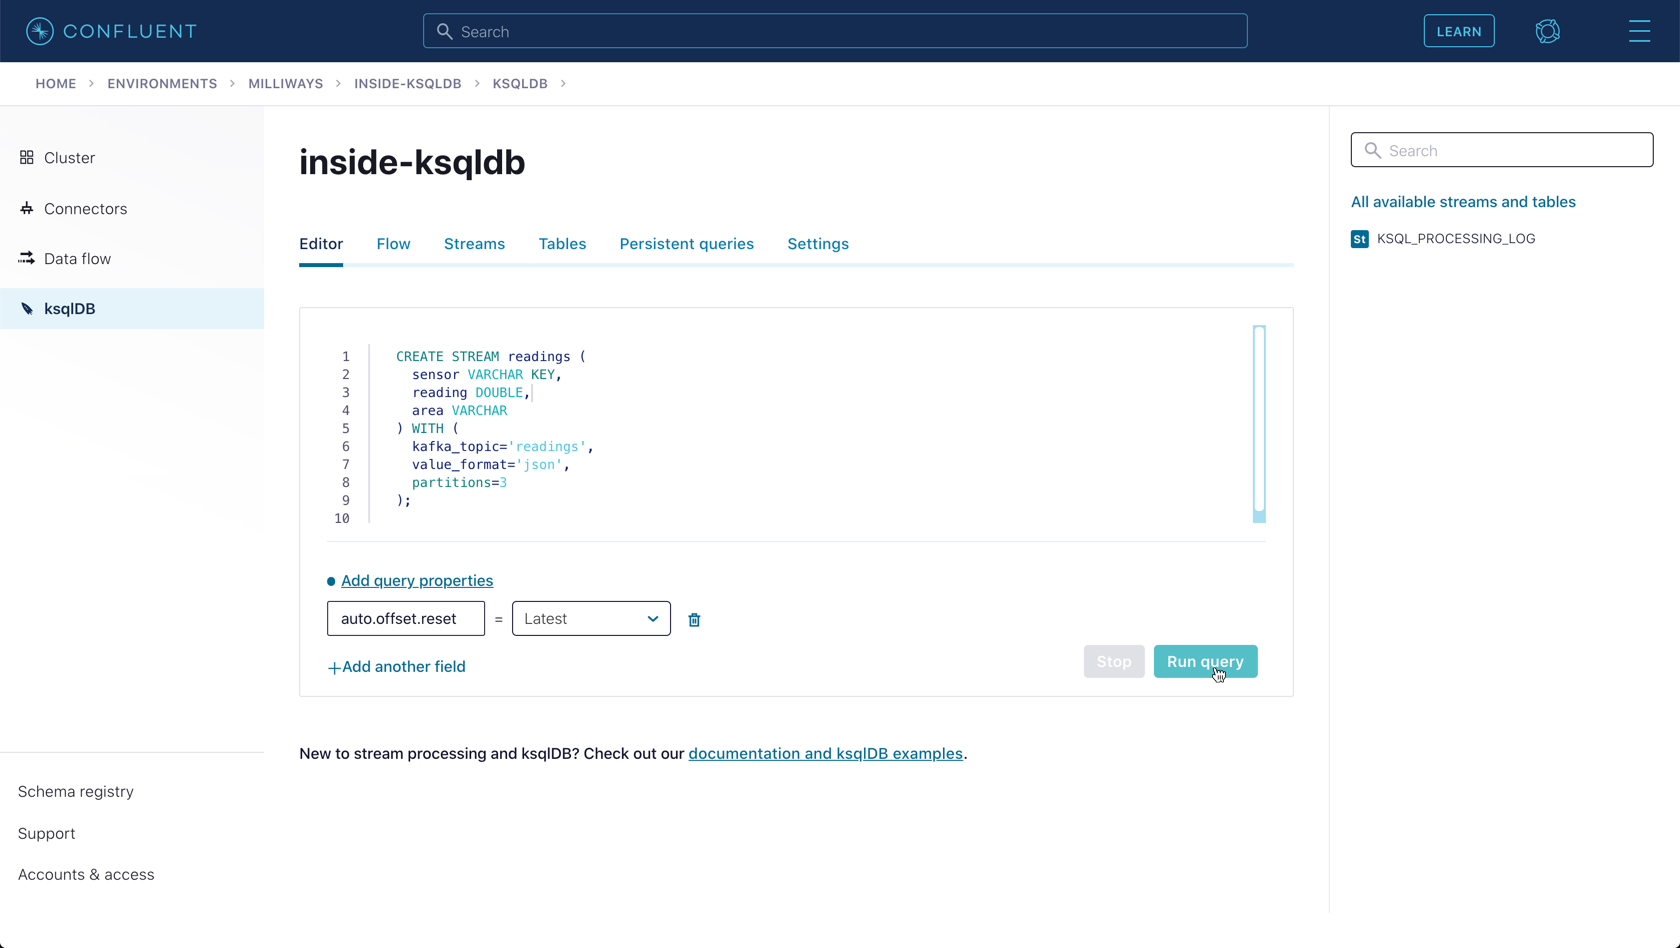 CONFLUENT
Search
LEARN
HOME > ENVIRONMENTS > MILLIWAYS > INSIDE-KSQLDB > KSQLDB >
Cluster
Connectors
Data flow
ksqlDB
Schema registry
Support
Accounts & access
inside-ksqldb
Editor Flow Streams Tables Persistent queries Settings
1 CREATE STREAM readings (
2 sensor VARCHAR KEY,
3 reading DOUBLE,
4 area VARCHAR
5 ) WITH (
6 kafka_topic='readings',
7 value_format='json',
8 partitions=3
9 );
10
Add query properties
auto.offset.reset = Latest
+Add another field
Stop Run query
New to stream processing and ksqlDB? Check out our documentation and ksqlDB examples.
Search
All available streams and tables
St KSQL_PROCESSING_LOG